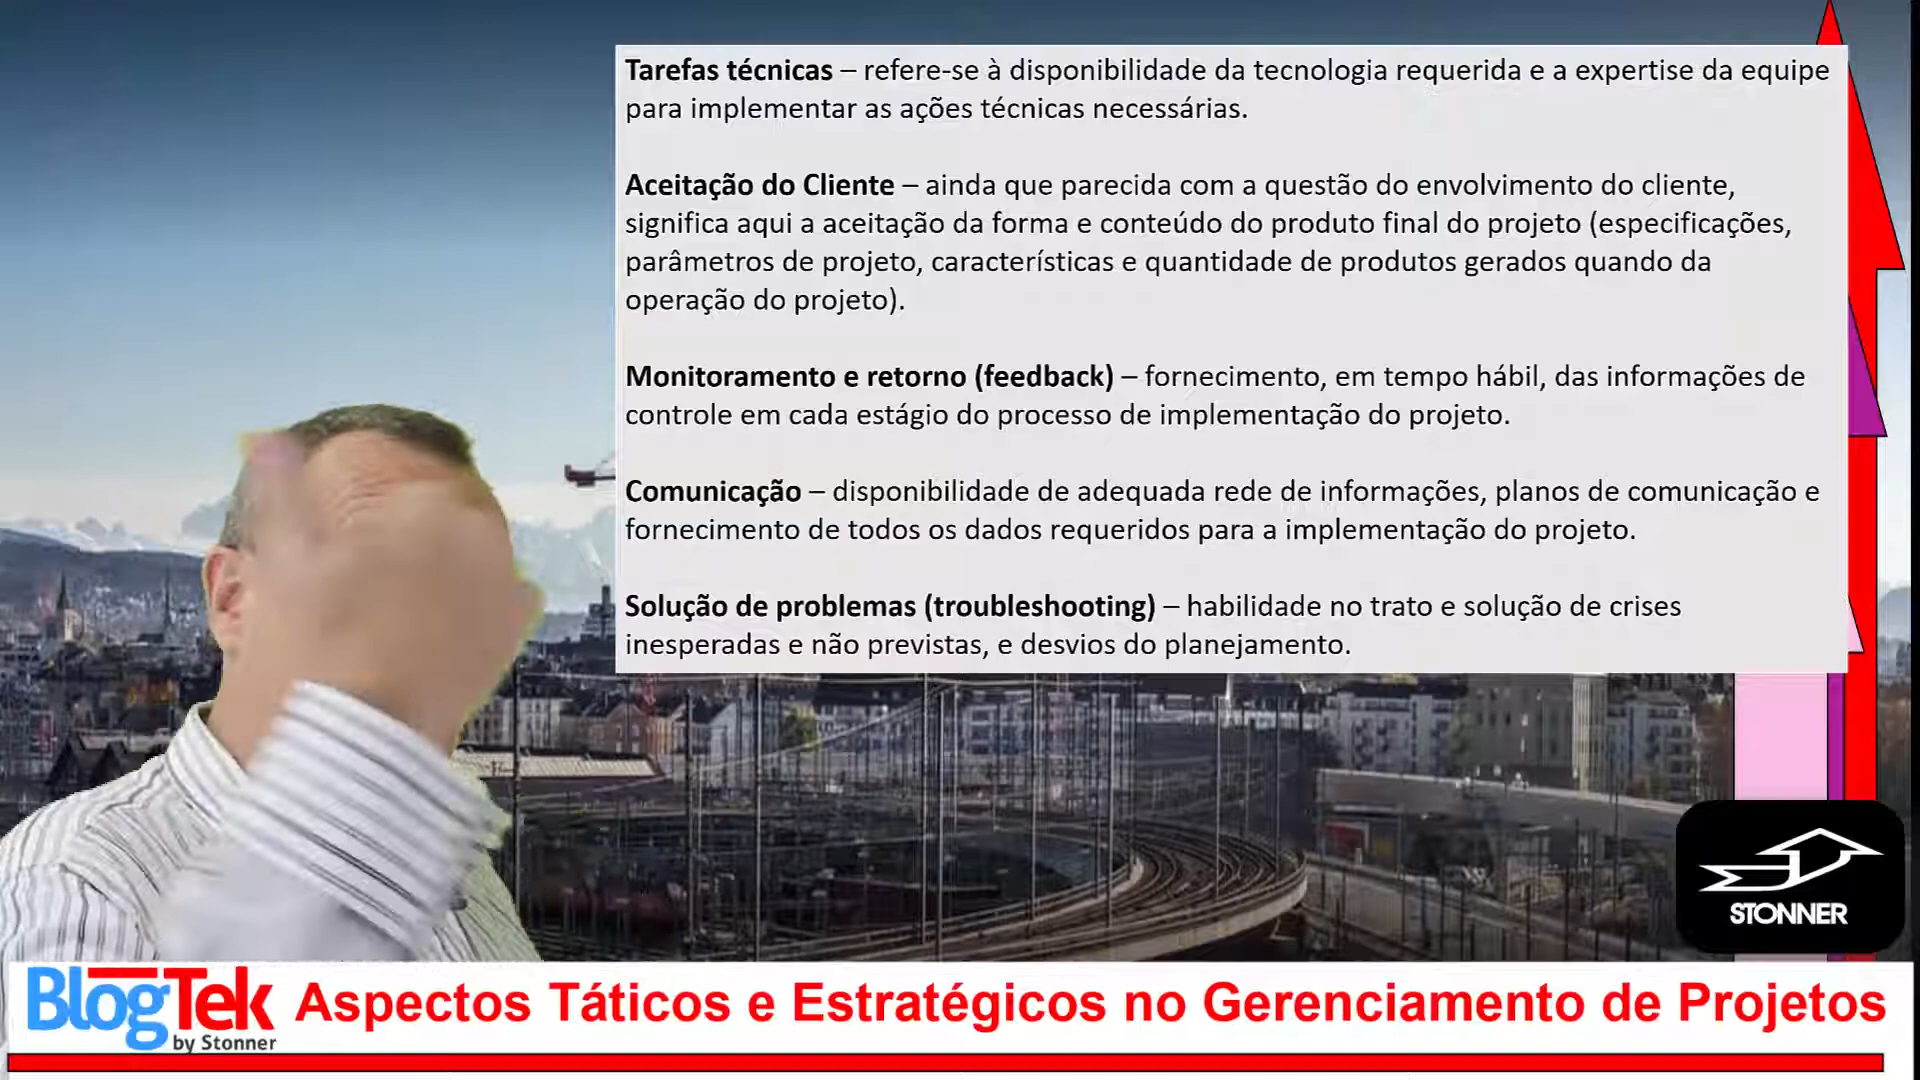 Tarefas técnicas – refere-se à disponibilidade da tecnologia requerida e a expertise da equipe
para implementar as ações técnicas necessárias.
Aceitação do Cliente – ainda que parecida com a questão do envolvimento do cliente,
significa aqui a aceitação da forma e conteúdo do produto final do projeto (especificações,
parâmetros de projeto, características e quantidade de produtos gerados quando da
operação do projeto).
Monitoramento e retorno (feedback) – fornecimento, em tempo hábil, das informações de
controle em cada estágio do processo de implementação do projeto.
Comunicação – disponibilidade de adequada rede de informações, planos de comunicação e
fornecimento de todos os dados requeridos para a implementação do projeto.
Solução de problemas (troubleshooting) – habilidade no trato e solução de crises
inesperadas e não previstas, e desvios do planejamento.
STONNER
BlogTek
by Stonner
Aspectos Táticos e Estratégicos no Gerenciamento de Projetos